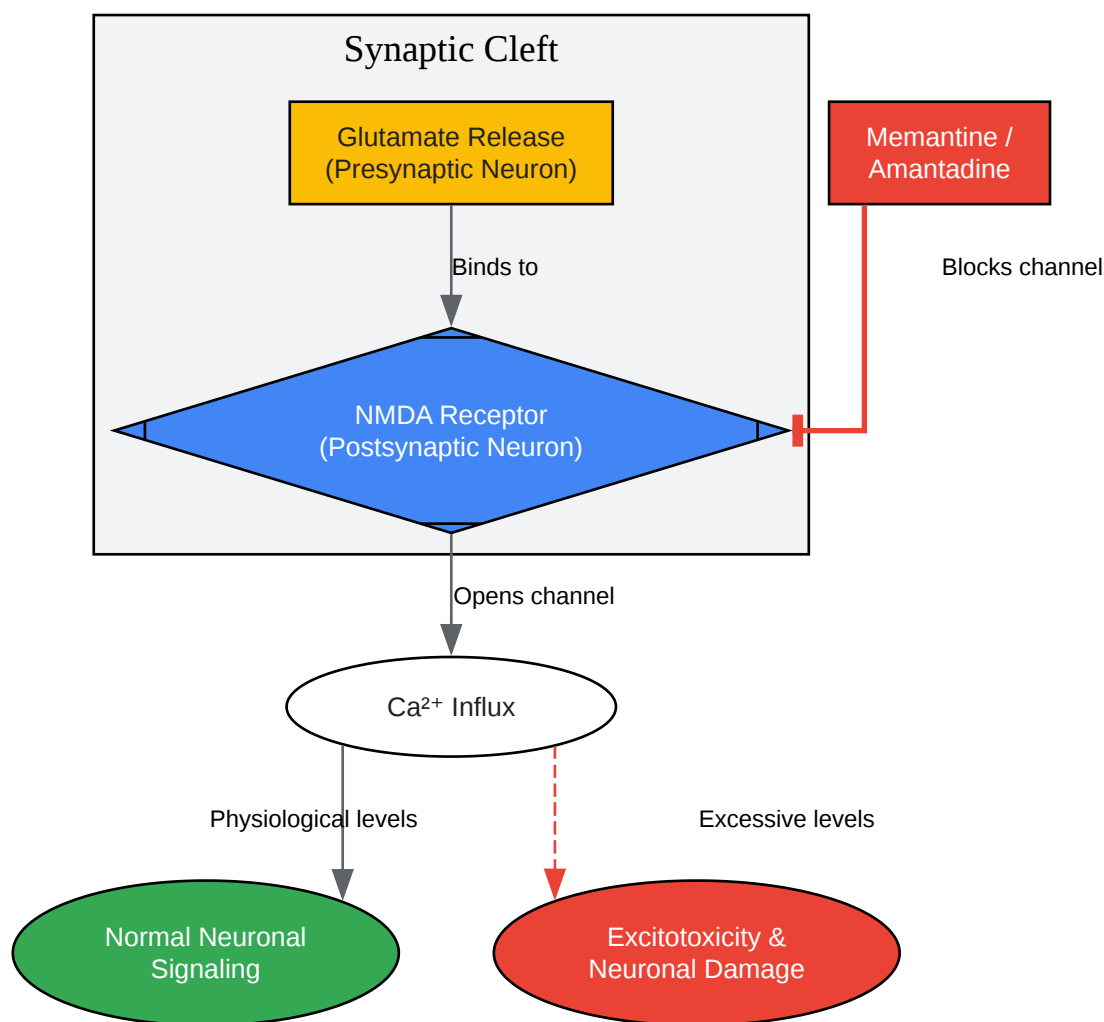 Synaptic Cleft
Glutamate Release
(Presynaptic Neuron)
Memantine /
Amantadine
Binds to
Blocks channel
NMDA Receptor
(Postsynaptic Neuron)
Opens channel
Ca²⁺ Influx
Physiological levels
Excessive levels
Normal Neuronal
Signaling
Excitotoxicity &
Neuronal Damage